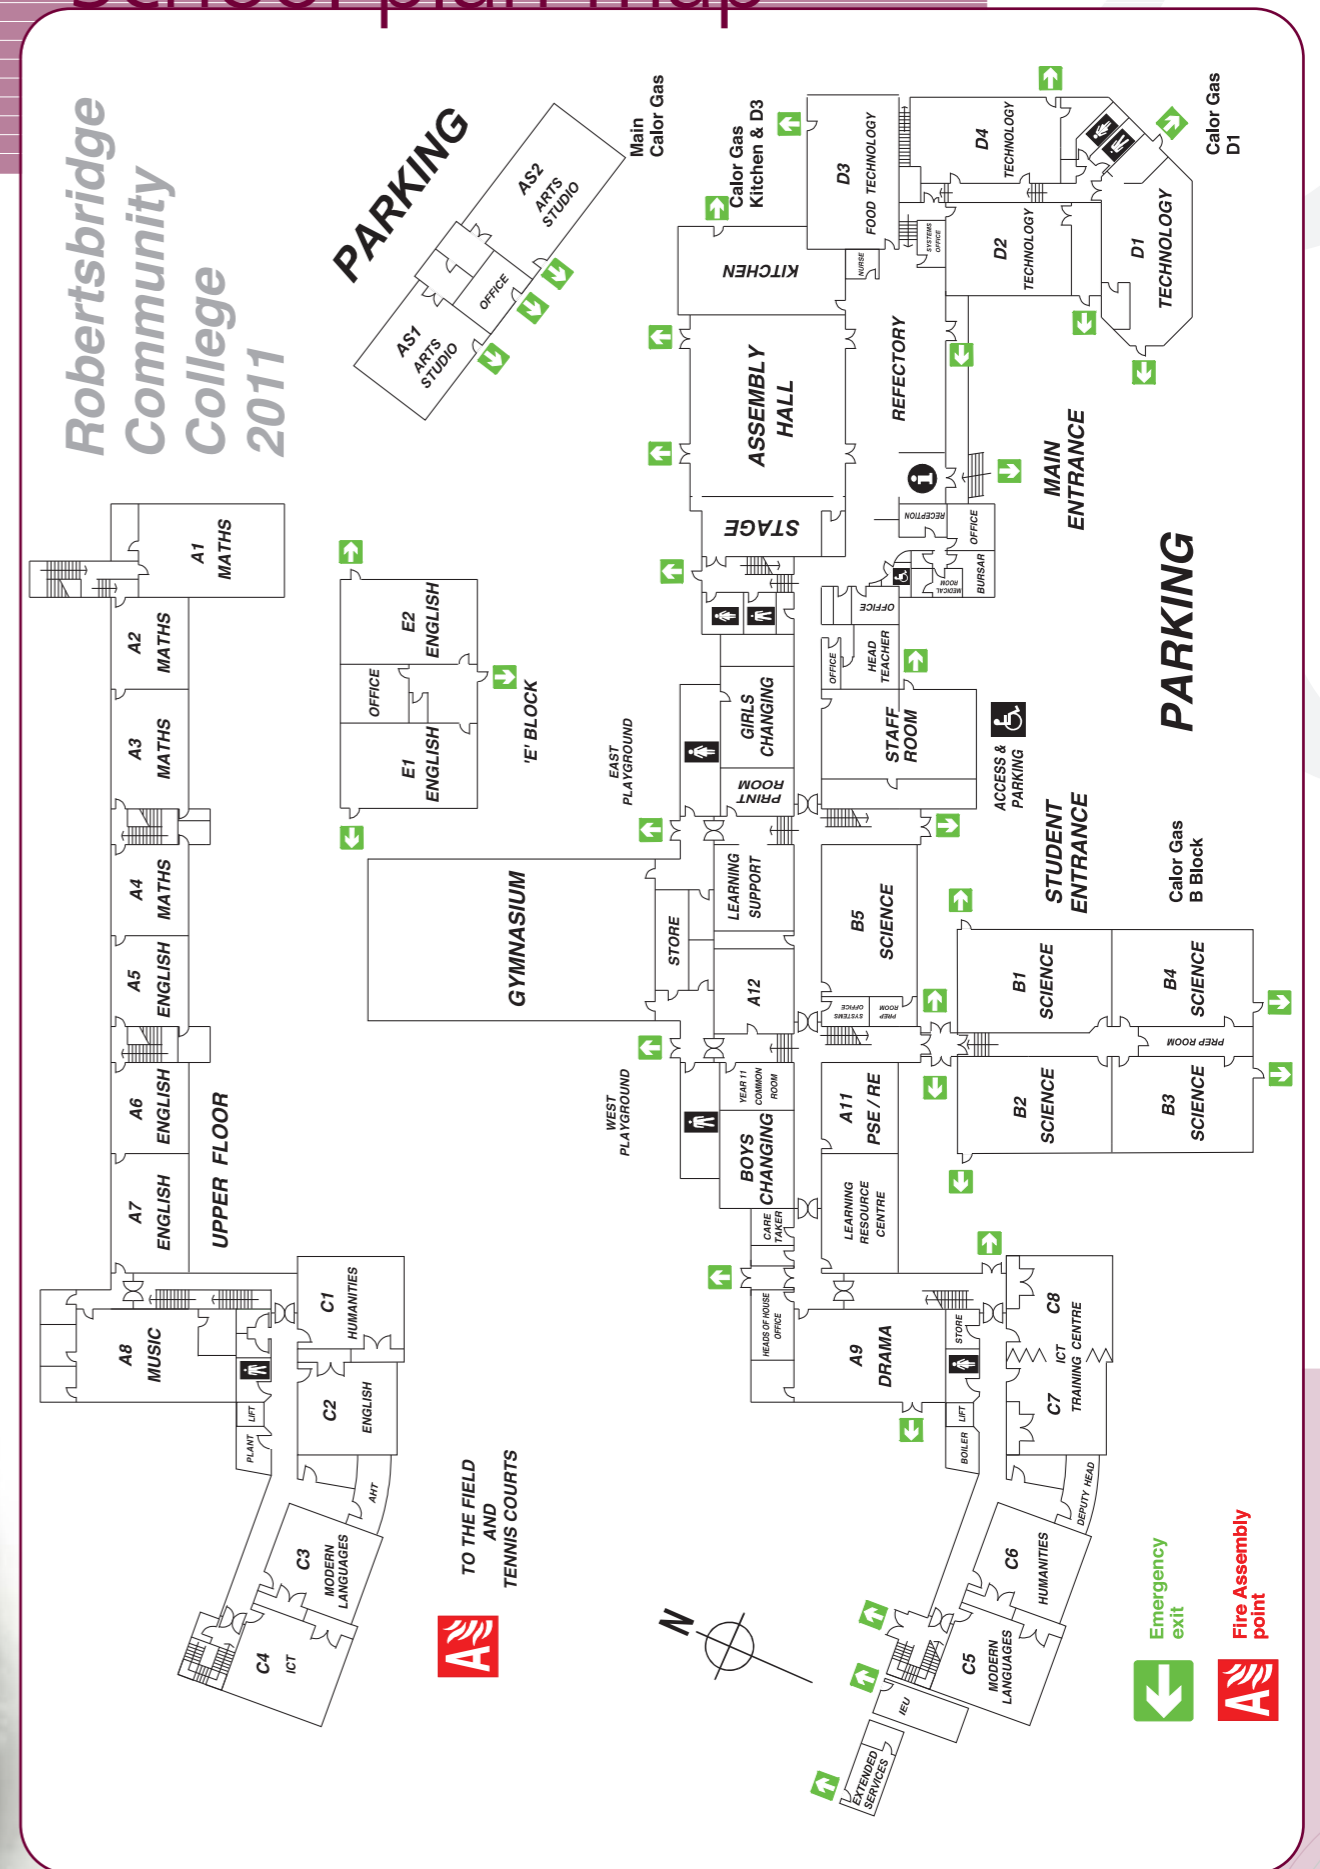 School plan map
Robertsbridge
Community
College
2011
PARKING
AS2
ARTS
STUDIO
OFFICE
AS1
ARTS
STUDIO
Main
Calor Gas
Calor Gas
Kitchen & D3
Calor Gas
D1
D3
FOOD TECHNOLOGY
D4
TECHNOLOGY
D2
TECHNOLOGY
D1
TECHNOLOGY
SYSTEMS
OFFICE
NURSE
KITCHEN
ASSEMBLY
HALL
REFECTORY
STAGE
i
RECEPTION
OFFICE
BURSAR
MEDICAL
ROOM
MAIN
ENTRANCE
PARKING
OFFICE
HEAD
TEACHER
OFFICE
STAFF
ROOM
ACCESS &
PARKING
GIRLS
CHANGING
PRINT
ROOM
EAST
PLAYGROUND
STUDENT
ENTRANCE
Calor Gas
B Block
A1
MATHS
A2
MATHS
A3
MATHS
A4
MATHS
A5
ENGLISH
A6
ENGLISH
A7
ENGLISH
UPPER FLOOR
E2
ENGLISH
OFFICE
E1
ENGLISH
'E' BLOCK
GYMNASIUM
STORE
LEARNING
SUPPORT
A12
B5
SCIENCE
SYSTEMS
OFFICE
PREP
ROOM
B1
SCIENCE
B4
SCIENCE
PREP ROOM
B2
SCIENCE
B3
SCIENCE
WEST
PLAYGROUND
YEAR 11
COMMON
ROOM
BOYS
CHANGING
A11
PSE / RE
LEARNING
RESOURCE
CENTRE
CARE
TAKER
HEADS OF HOUSE
OFFICE
A9
DRAMA
STORE
LIFT
BOILER
C8
ICT
TRAINING CENTRE
C7
DEPUTY HEAD
C6
HUMANITIES
C5
MODERN
LANGUAGES
IEU
EXTENDED
SERVICES
A8
MUSIC
C1
HUMANITIES
C2
ENGLISH
LIFT
PLANT
AHT
C3
MODERN
LANGUAGES
C4
ICT
TO THE FIELD
AND
TENNIS COURTS
A
N
Emergency
exit
Fire Assembly
point
A